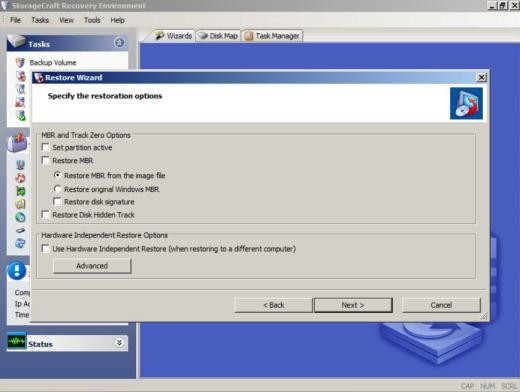 StorageCraft Recovery Environment
File Tasks View Tools Help
Tasks
Wizards Disk Map Task Manager
Backup Volume
Restore Wizard
Specify the restoration options
MBR and Track Zero Options
Set partition active
Restore MBR
Restore MBR from the image file
Restore original Windows MBR
Restore disk signature
Restore Disk Hidden Track
Hardware Independent Restore Options
Use Hardware Independent Restore (when restoring to a different computer)
Advanced
Ip
Time
< Back Next > Cancel
Status
CAP NUM SCRL